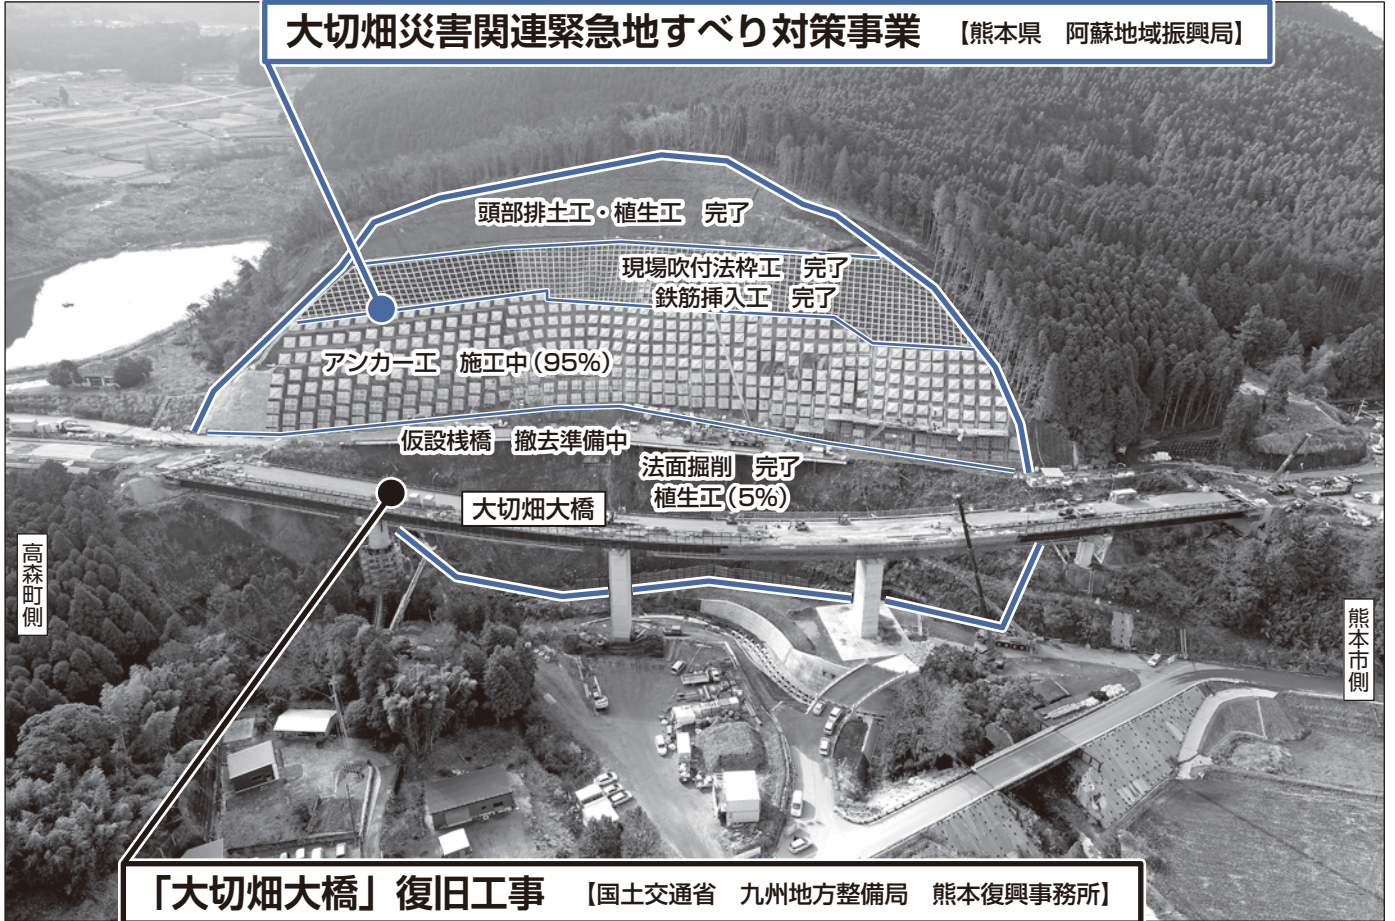 大切畑災害関連緊急地すべり対策事業　【熊本県　阿蘇地域振興局】
頭部排土工・植生工　完了
現場吹付法枠工　完了
鉄筋挿入工　完了
アンカー工　施工中（95%）
仮設桟橋　撤去準備中
法面掘削　完了
植生工（5%）
大切畑大橋
高森町側
熊本市側
「大切畑大橋」復旧工事　【国土交通省　九州地方整備局　熊本復興事務所】